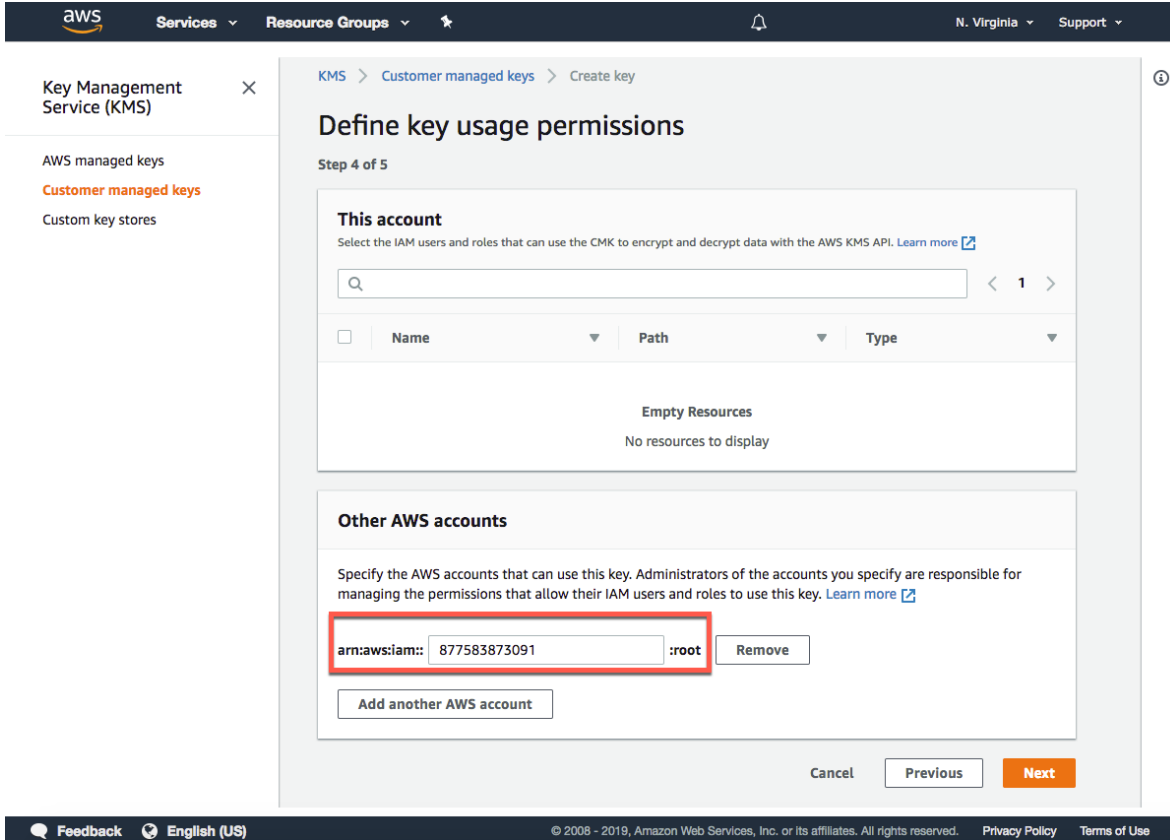 aws Services Resource Groups N. Virginia Support
Key Management
Service (KMS)
AWS managed keys
Customer managed keys
Custom key stores
KMS > Customer managed keys > Create key
Define key usage permissions
Step 4 of 5
This account
Select the IAM users and roles that can use the CMK to encrypt and decrypt data with the AWS KMS API. Learn more
1
Name Path Type
Empty Resources
No resources to display
Other AWS accounts
Specify the AWS accounts that can use this key. Administrators of the accounts you specify are responsible for
managing the permissions that allow their IAM users and roles to use this key. Learn more
arn:aws:iam:: 877583873091 :root Remove
Add another AWS account
Cancel Previous Next
Feedback English (US) © 2008 - 2019, Amazon Web Services, Inc. or its affiliates. All rights reserved. Privacy Policy Terms of Use